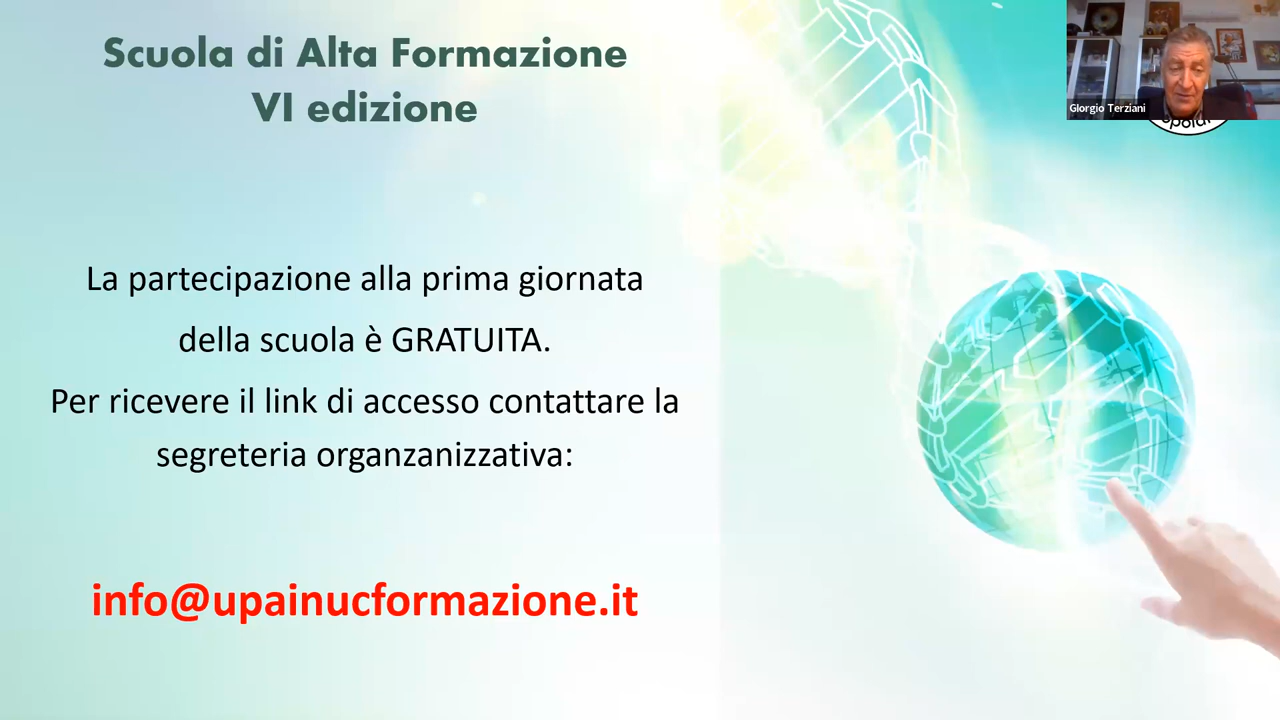 Scuola di Alta Formazione
VI edizione
GIorgio Terziani
La partecipazione alla prima giornata
della scuola è GRATUITA.
Per ricevere il link di accesso contattare la
segreteria organzanizzativa:
info@upainucformazione.it